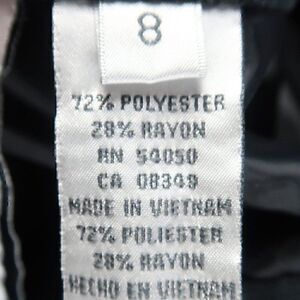 8
72% POLYESTER
28% RAYON
RN 54050
CA 08349
MADE IN VIETNAM
72% POLIESTER
28% RAYON
HECHO EN VIETNAM